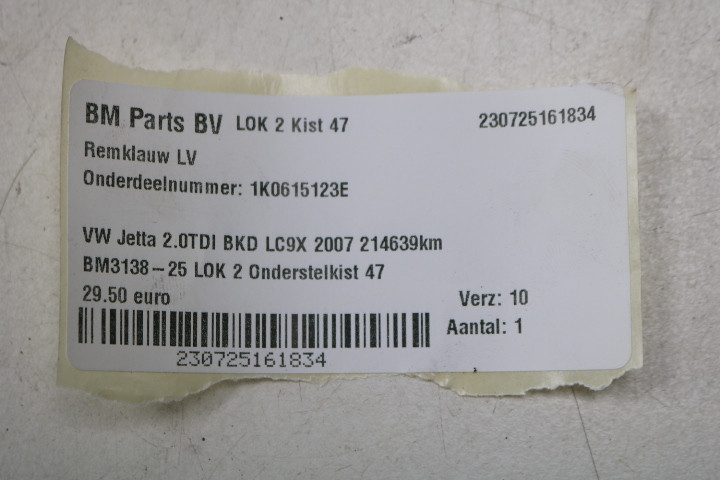 BM Parts BV LOK 2 Kist 47 230725161834
Remklauw LV
Onderdeelnummer: 1K0615123E
VW Jetta 2.0TDI BKD LC9X 2007 214639km
BM3138-25 LOK 2 Onderstelkist 47
29.50 euro Verz: 10
Aantal: 1
230725161834